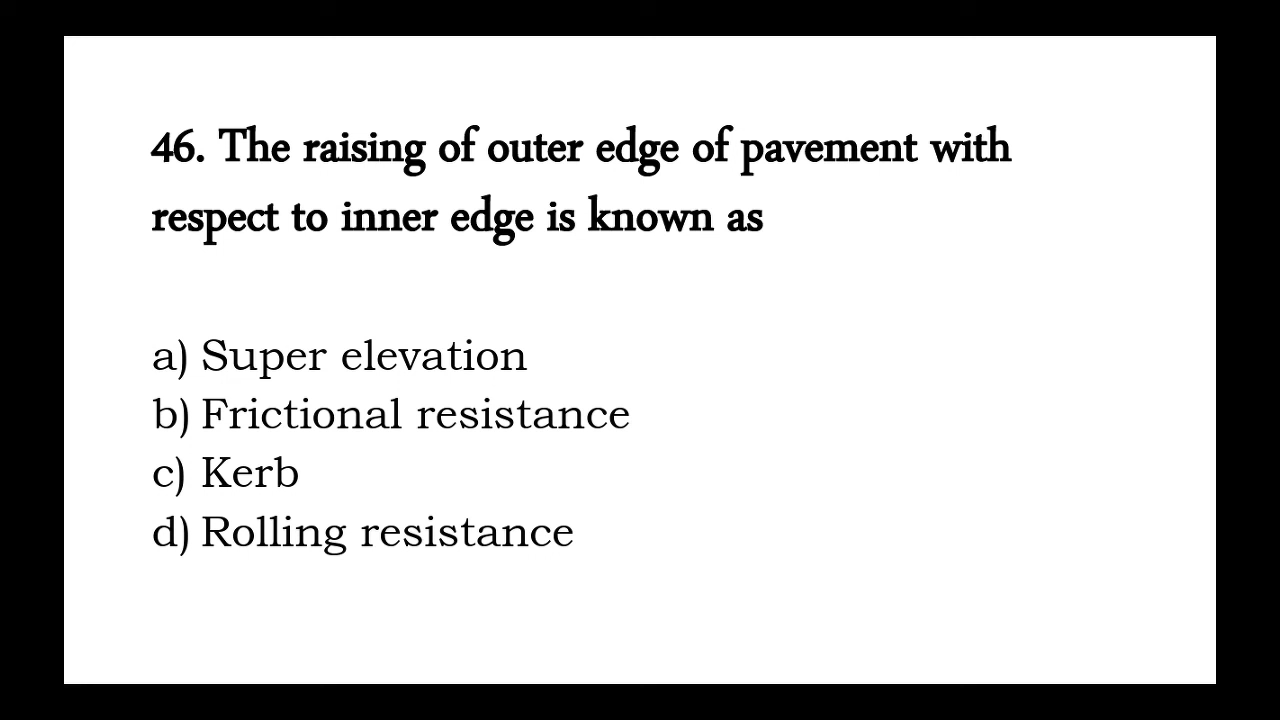 46. The raising of outer edge of pavement with
respect to inner edge is known as
a) Super elevation
b) Frictional resistance
c) Kerb
d) Rolling resistance